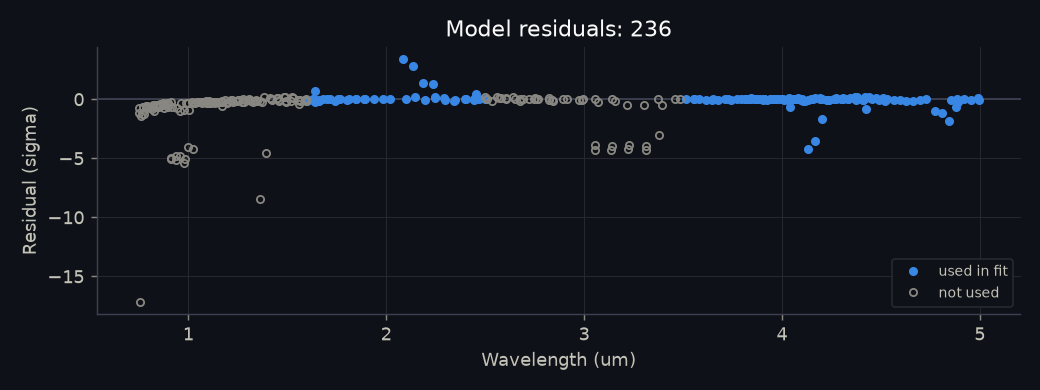 Model residuals: 236
Residual (sigma)
0
−5
−10
−15
used in fit
not used
1 2 3 4 5
Wavelength (um)